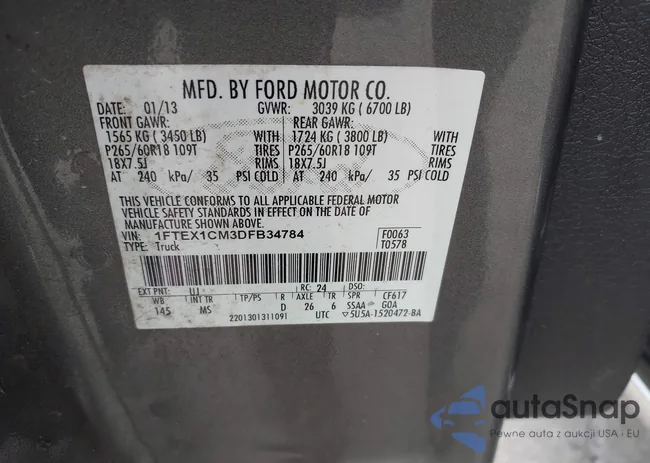 MFD. BY FORD MOTOR CO.
DATE: 01/13 GVWR: 3039 KG ( 6700 LB)
FRONT GAWR: REAR GAWR:
1565 KG ( 3450 LB) WITH 1724 KG ( 3800 LB) WITH
P265/60R18 109T TIRES P265/60R18 109T TIRES
18X7.5J RIMS 18X7.5J RIMS
AT 240 kPa/ 35 PSI COLD AT 240 kPa/ 35 PSI COLD
THIS VEHICLE CONFORMS TO ALL APPLICABLE FEDERAL MOTOR
VEHICLE SAFETY STANDARDS IN EFFECT ON THE DATE OF
MANUFACTURE SHOWN ABOVE.
VIN: 1FTEX1CM3DFB34784 F0063
TYPE: Truck T0578
EXT PNT: UJ RC: 24 DSO:
WB INT TR TP/PS R AXLE TR SPR CF617
145 MS D 26 6 SSAA GOA
2201301311091 UTC ▽5U5A-1520472-BA
autaSnap
Pewne auta z aukcji USA i EU